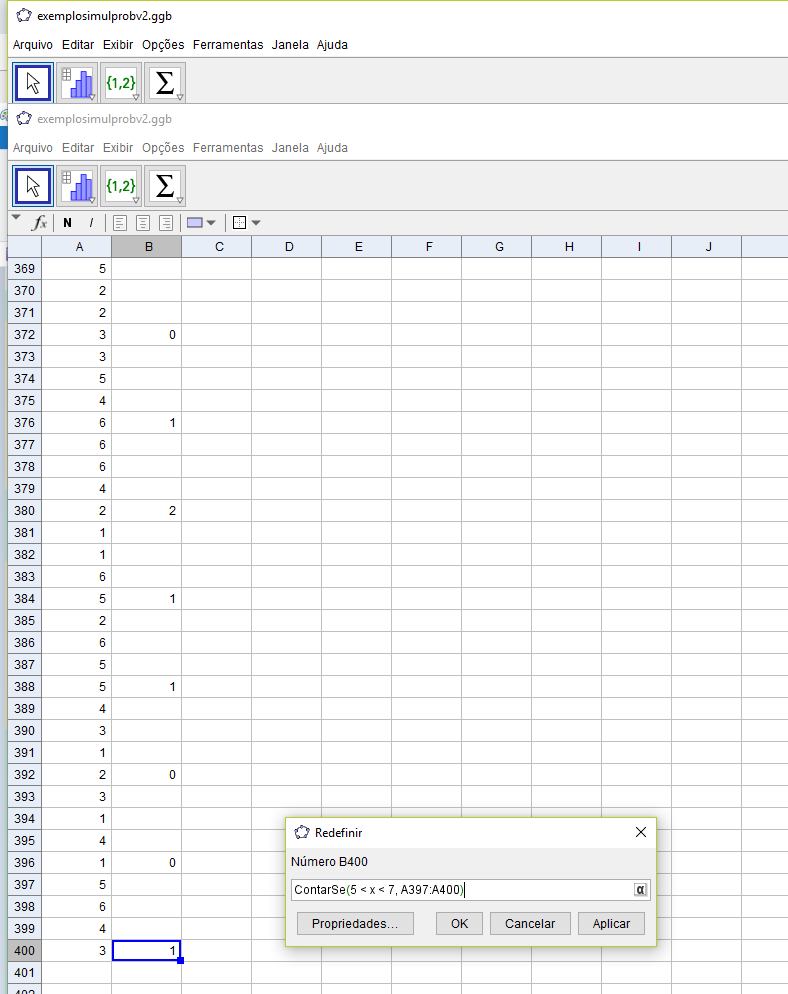 exemplosimulprobv2.ggb
Arquivo Editar Exibir Opções Ferramentas Janela Ajuda
{1,2} Σ
exemplosimulprobv2.ggb
Arquivo Editar Exibir Opções Ferramentas Janela Ajuda
{1,2} Σ
fx N I
A B C D E F G H I J
369 5
370 2
371 2
372 3 0
373 3
374 5
375 4
376 6 1
377 6
378 6
379 4
380 2 2
381 1
382 1
383 6
384 5 1
385 2
386 6
387 5
388 5 1
389 4
390 3
391 1
392 2 0
393 3
394 1
395 4
396 1 0
397 5
398 6
399 4
400 3 1
401
402
Redefinir
Número B400
ContarSe(5 < x < 7, A397:A400) α
Propriedades... OK Cancelar Aplicar